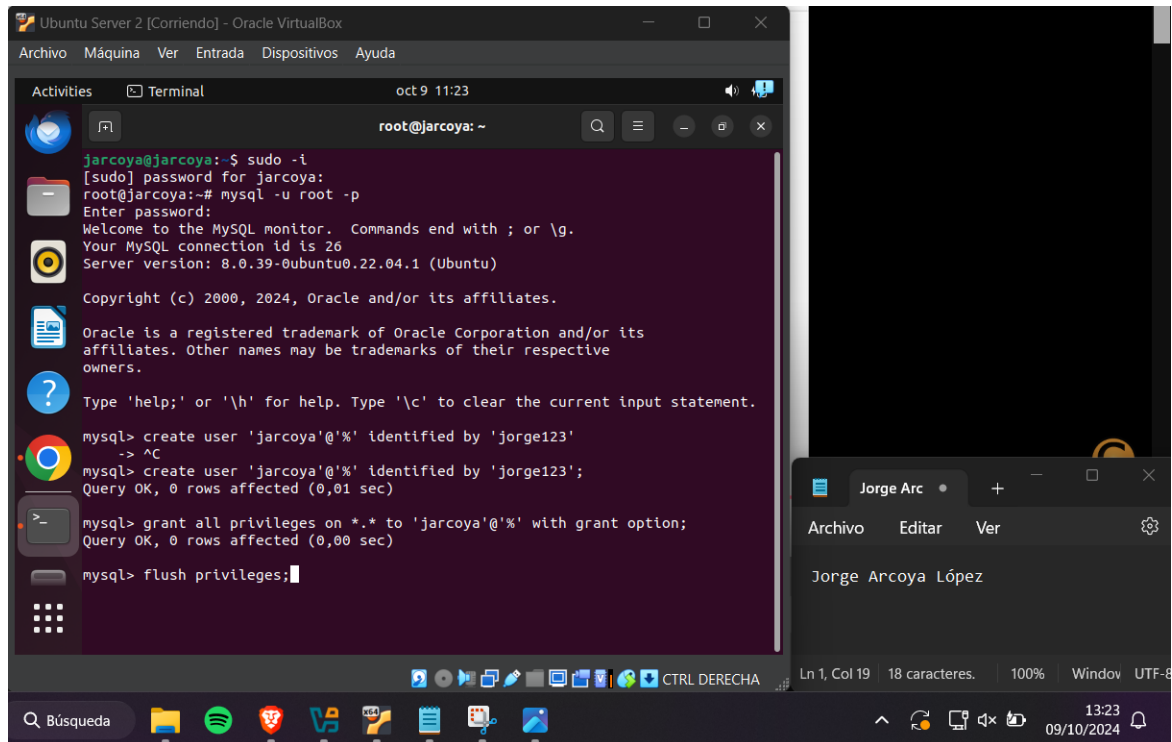 Ubuntu Server 2 [Corriendo] - Oracle VirtualBox
Archivo Máquina Ver Entrada Dispositivos Ayuda
Activities Terminal oct 9 11:23
root@jarcoya: ~
jarcoya@jarcoya:~$ sudo -i
[sudo] password for jarcoya:
root@jarcoya:~# mysql -u root -p
Enter password:
Welcome to the MySQL monitor.  Commands end with ; or \g.
Your MySQL connection id is 26
Server version: 8.0.39-0ubuntu0.22.04.1 (Ubuntu)
Copyright (c) 2000, 2024, Oracle and/or its affiliates.
Oracle is a registered trademark of Oracle Corporation and/or its
affiliates. Other names may be trademarks of their respective
owners.
Type 'help;' or '\h' for help. Type '\c' to clear the current input statement.
mysql> create user 'jarcoya'@'%' identified by 'jorge123'
    -> ^C
mysql> create user 'jarcoya'@'%' identified by 'jorge123';
Query OK, 0 rows affected (0,01 sec)
mysql> grant all privileges on *.* to 'jarcoya'@'%' with grant option;
Query OK, 0 rows affected (0,00 sec)
mysql> flush privileges;
CTRL DERECHA
Jorge Arc
Archivo Editar Ver
Jorge Arcoya López
Ln 1, Col 19 18 caracteres. 100% Window UTF-8
Búsqueda
X64
13:23
09/10/2024